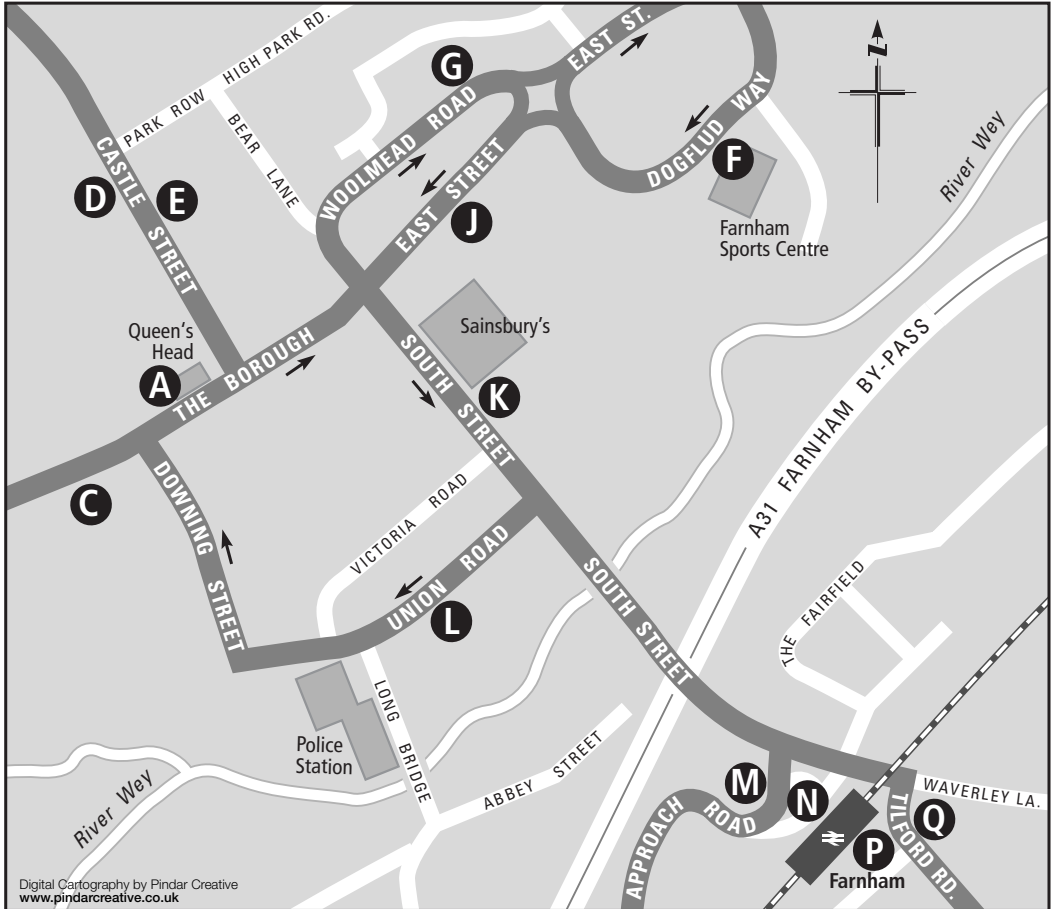 HIGH PARK RD.
PARK ROW
BEAR LANE
CASTLE STREET
D
E
G
WOOLMEAD ROAD
EAST ST.
EAST STREET
J
DOGFLUD WAY
F
Farnham
Sports Centre
N
River Wey
Queen's
Head
A
THE BOROUGH
Sainsbury's
SOUTH STREET
K
C
DOWNING STREET
VICTORIA ROAD
UNION ROAD
L
A31 FARNHAM BY-PASS
SOUTH STREET
THE FAIRFIELD
Police
Station
LONG BRIDGE
ABBEY STREET
River Wey
APPROACH ROAD
M
N
P
Farnham
Q
WAVERLEY LA.
TILFORD RD.
Digital Cartography by Pindar Creative
www.pindarcreative.co.uk